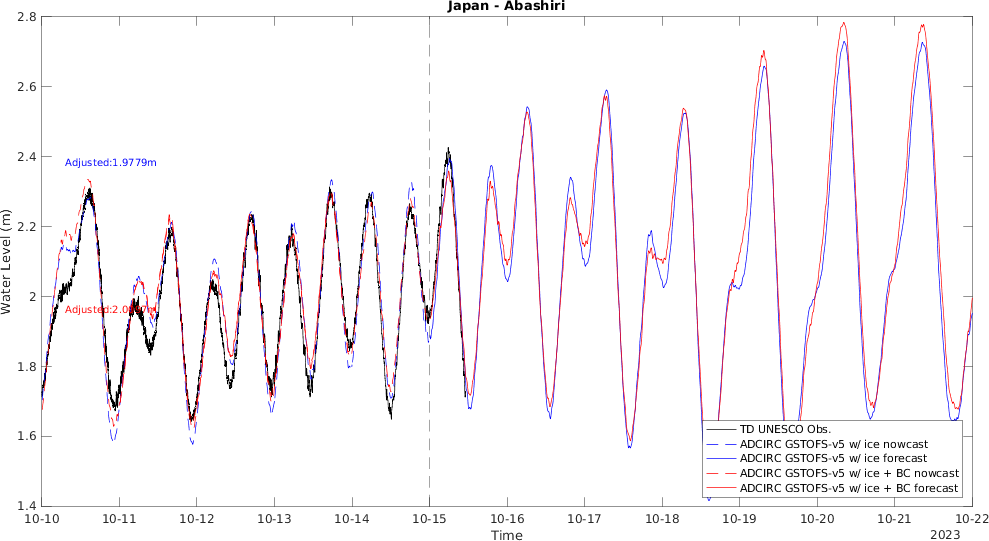 Japan - Abashiri
2.8
2.6
2.4
2.2
2
1.8
1.6
1.4
Water Level (m)
Adjusted:1.9779m
TD UNESCO Obs.
ADCIRC GSTOFS-v5 w/ ice nowcast
ADCIRC GSTOFS-v5 w/ ice forecast
ADCIRC GSTOFS-v5 w/ ice + BC nowcast
ADCIRC GSTOFS-v5 w/ ice + BC forecast
10-10 10-11 10-12 10-13 10-14 10-15 10-16 10-17 10-18 10-19 10-20 10-21 10-22
Time
2023